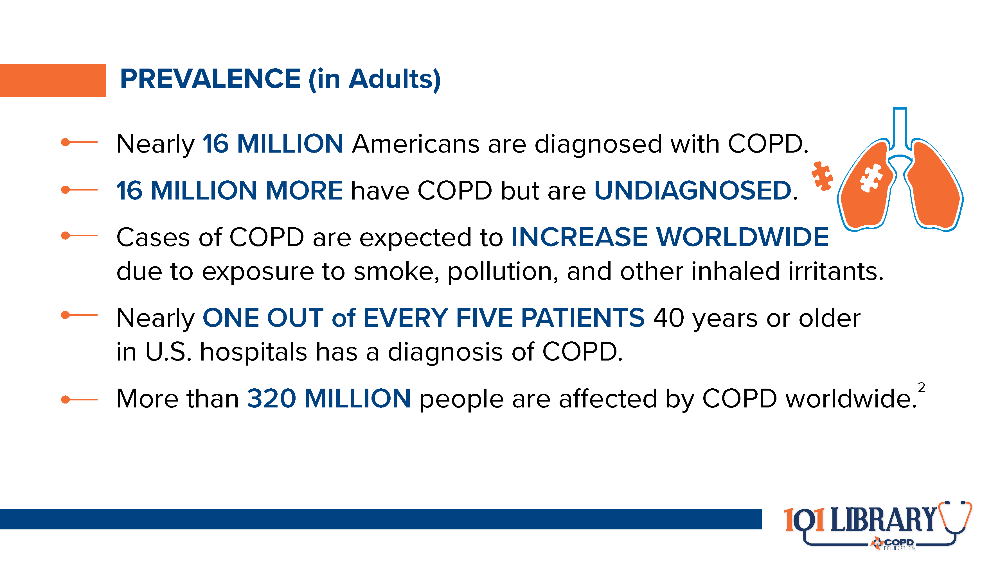 PREVALENCE (in Adults)
Nearly 16 MILLION Americans are diagnosed with COPD.
16 MILLION MORE have COPD but are UNDIAGNOSED.
Cases of COPD are expected to INCREASE WORLDWIDE
due to exposure to smoke, pollution, and other inhaled irritants.
Nearly ONE OUT of EVERY FIVE PATIENTS 40 years or older
in U.S. hospitals has a diagnosis of COPD.
More than 320 MILLION people are affected by COPD worldwide.2
101 LIBRARY
COPD
FOUNDATION®